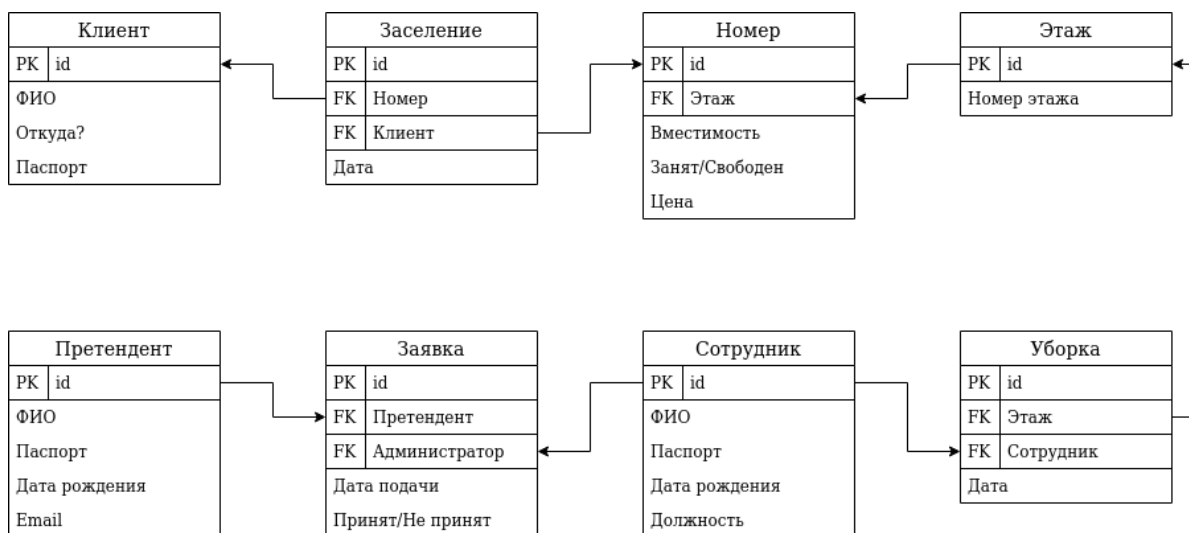 Клиент
PK id
ФИО
Откуда?
Паспорт
Заселение
PK id
FK Номер
FK Клиент
Дата
Номер
PK id
FK Этаж
Вместимость
Занят/Свободен
Цена
Этаж
PK id
Номер этажа
Претендент
PK id
ФИО
Паспорт
Дата рождения
Email
Заявка
PK id
FK Претендент
FK Администратор
Дата подачи
Принят/Не принят
Сотрудник
PK id
ФИО
Паспорт
Дата рождения
Должность
Уборка
PK id
FK Этаж
FK Сотрудник
Дата